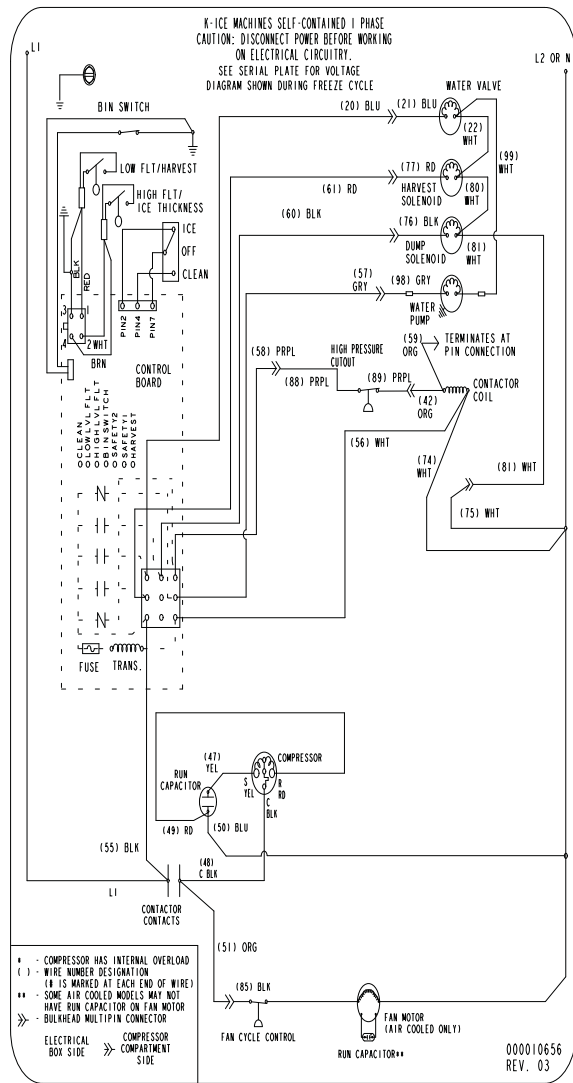 K-ICE MACHINES SELF-CONTAINED 1 PHASE
CAUTION: DISCONNECT POWER BEFORE WORKING
ON ELECTRICAL CIRCUITRY.
SEE SERIAL PLATE FOR VOLTAGE
DIAGRAM SHOWN DURING FREEZE CYCLE
L1
L2 OR N
WATER VALVE
BIN SWITCH
(20) BLU
(21) BLU
(22)
WHT
(99)
WHT
LOW FLT/HARVEST
(77) RD
HARVEST
SOLENOID
(80)
WHT
(61) RD
HIGH FLT/
ICE THICKNESS
(60) BLK
(76) BLK
DUMP
SOLENOID
(81)
WHT
ICE
OFF
CLEAN
BLK
RED
(57)
GRY
(98) GRY
WATER
PUMP
3
1
4
2 WHT
BRN
PIN2
PIN4
PIN7
CONTROL
BOARD
(58) PRPL
HIGH PRESSURE
CUTOUT
(59)
ORG
TERMINATES AT
PIN CONNECTION
(88) PRPL
(89) PRPL
(42)
ORG
CONTACTOR
COIL
CLEAN
LOW LVL FLT
HIGH LVL FLT
BIN SWITCH
SAFETY2
SAFETY1
HARVEST
(56) WHT
(74)
WHT
(81) WHT
(75) WHT
FUSE
TRANS.
(47)
YEL
COMPRESSOR
RUN
CAPACITOR
S
YEL
R
RD
C
BLK
(49) RD
(50) BLU
(55) BLK
(48)
C BLK
L1
CONTACTOR
CONTACTS
(51) ORG
* - COMPRESSOR HAS INTERNAL OVERLOAD
( ) - WIRE NUMBER DESIGNATION
(# IS MARKED AT EACH END OF WIRE)
** - SOME AIR COOLED MODELS MAY NOT
HAVE RUN CAPACITOR ON FAN MOTOR
- BULKHEAD MULTIPIN CONNECTOR
ELECTRICAL
BOX SIDE
COMPRESSOR
COMPARTMENT
SIDE
(85) BLK
FAN CYCLE CONTROL
FAN MOTOR
(AIR COOLED ONLY)
RUN CAPACITOR**
000010656
REV. 03